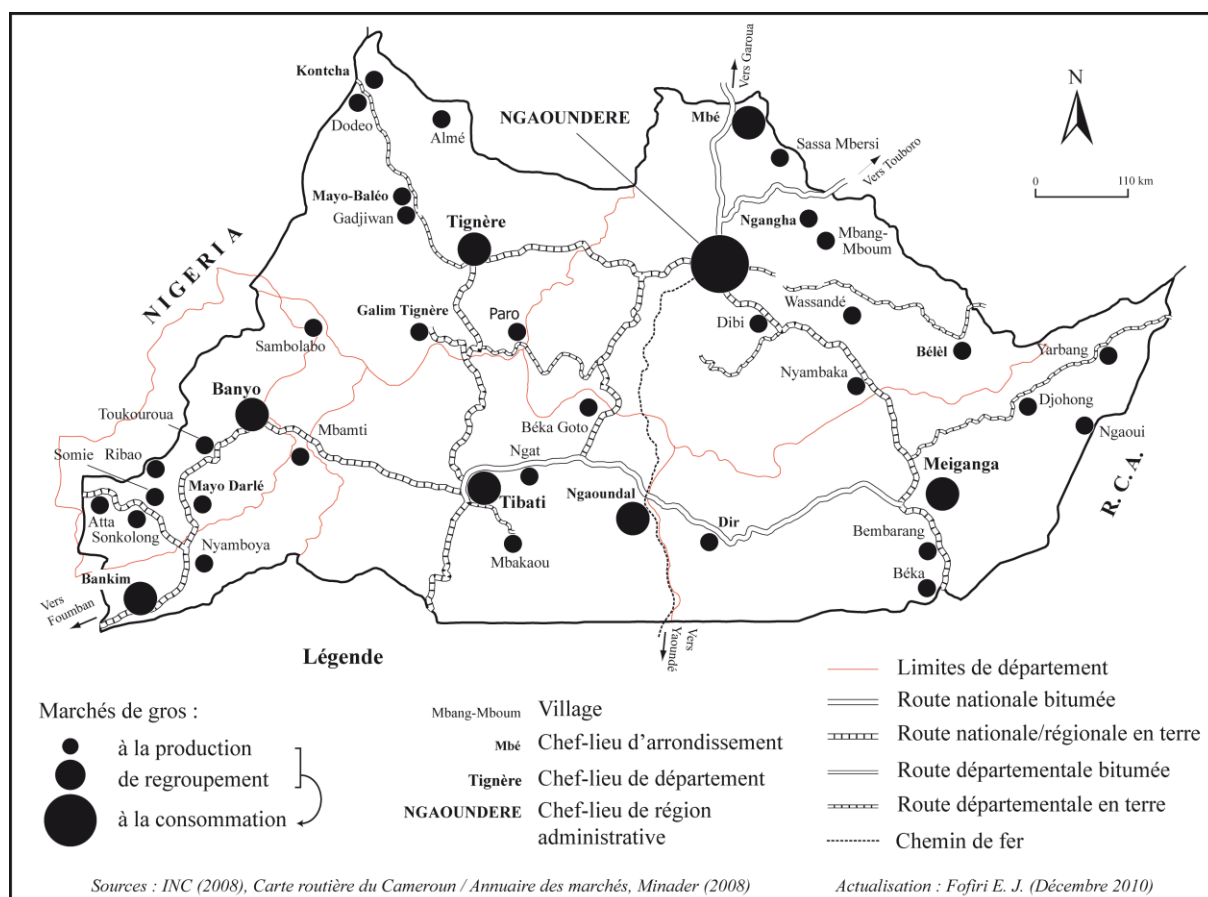 Vers Garoua
N
Kontcha
Dodeo
Almé
NGAOUNDERE
Mbé
Sassa Mbersi
Vers Touboro
0 110 km
Mayo-Baléo
Gadjiwan
Tignère
Ngangha
Mbang-
Mboum
NIGERIA
Galim Tignère
Paro
Dibi
Wassandé
Sambolabo
Bélèl
Yarbang
Banyo
Nyambaka
Djohong
Toukouroua
Mbamti
Béka Goto
Ngaoui
Somie
Ribao
Ngat
Meiganga
R. C. A.
Mayo Darlé
Tibati
Ngaoundal
Atta
Sonkolong
Dir
Bembarang
Nyamboya
Mbakaou
Béka
Bankim
Vers
Foumban
Vers
Yaoundé
Légende
Marchés de gros :
à la production
de regroupement
à la consommation
Mbang-Mboum Village
Mbé Chef-lieu d'arrondissement
Tignère Chef-lieu de département
NGAOUNDERE Chef-lieu de région
administrative
Limites de département
Route nationale bitumée
Route nationale/régionale en terre
Route départementale bitumée
Route départementale en terre
Chemin de fer
Sources : INC (2008), Carte routière du Cameroun / Annuaire des marchés, Minader (2008)
Actualisation : Fofiri E. J. (Décembre 2010)